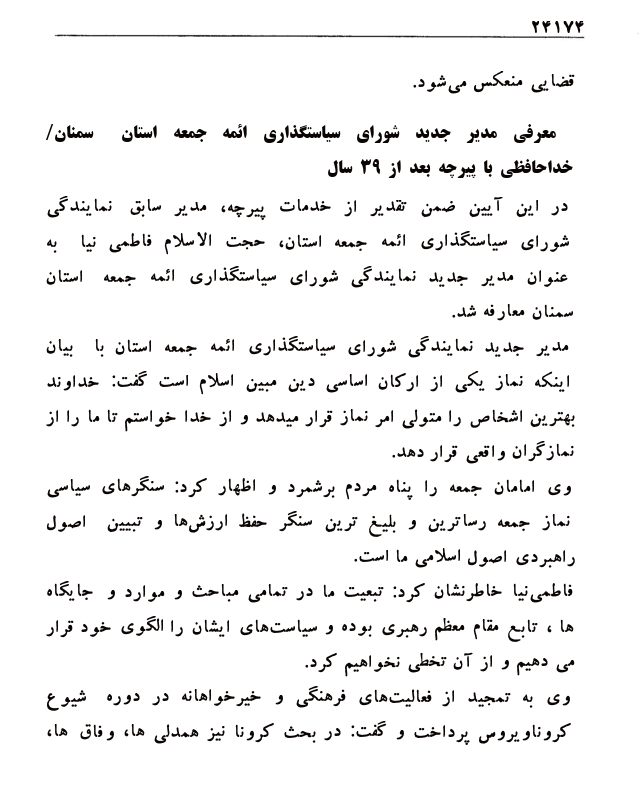 ۲۴۱۷۴
قضایی منعکس می‌شود.
معرفی مدیر جدید شورای سیاستگذاری ائمه جمعه استان سمنان/
خداحافظی با پیرچه بعد از ۳۹ سال
در این آیین ضمن تقدیر از خدمات پیرچه، مدیر سابق نمایندگی
شورای سیاستگذاری ائمه جمعه استان، حجت الاسلام فاطمی نیا به
عنوان مدیر جدید نمایندگی شورای سیاستگذاری ائمه جمعه استان
سمنان معارفه شد.
مدیر جدید نمایندگی شورای سیاستگذاری ائمه جمعه استان با بیان
اینکه نماز یکی از ارکان اساسی دین مبین اسلام است گفت: خداوند
بهترین اشخاص را متولی امر نماز قرار میدهد و از خدا خواستم تا ما را از
نمازگران واقعی قرار دهد.
وی امامان جمعه را پناه مردم برشمرد و اظهار کرد: سنگرهای سیاسی
نماز جمعه رساترین و بلیغ ترین سنگر حفظ ارزش‌ها و تبیین اصول
راهبردی اصول اسلامی ما است.
فاطمی‌نیا خاطرنشان کرد: تبعیت ما در تمامی مباحث و موارد و جایگاه
ها ، تابع مقام معظم رهبری بوده و سیاست‌های ایشان را الگوی خود قرار
می دهیم و از آن تخطی نخواهیم کرد.
وی به تمجید از فعالیت‌های فرهنگی و خیرخواهانه در دوره شیوع
کروناویروس پرداخت و گفت: در بحث کرونا نیز همدلی ها، وفاق ها،